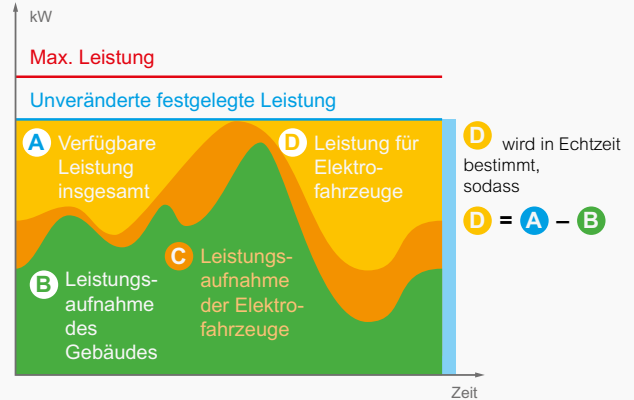 kW
Max. Leistung
Unveränderte festgelegte Leistung
A Verfügbare
Leistung
insgesamt
D Leistung für
Elektro-
fahrzeuge
B Leistungs-
aufnahme
des
Gebäudes
C Leistungs-
aufnahme
der Elektro-
fahrzeuge
D wird in Echtzeit
bestimmt,
sodass
D = A – B
Zeit